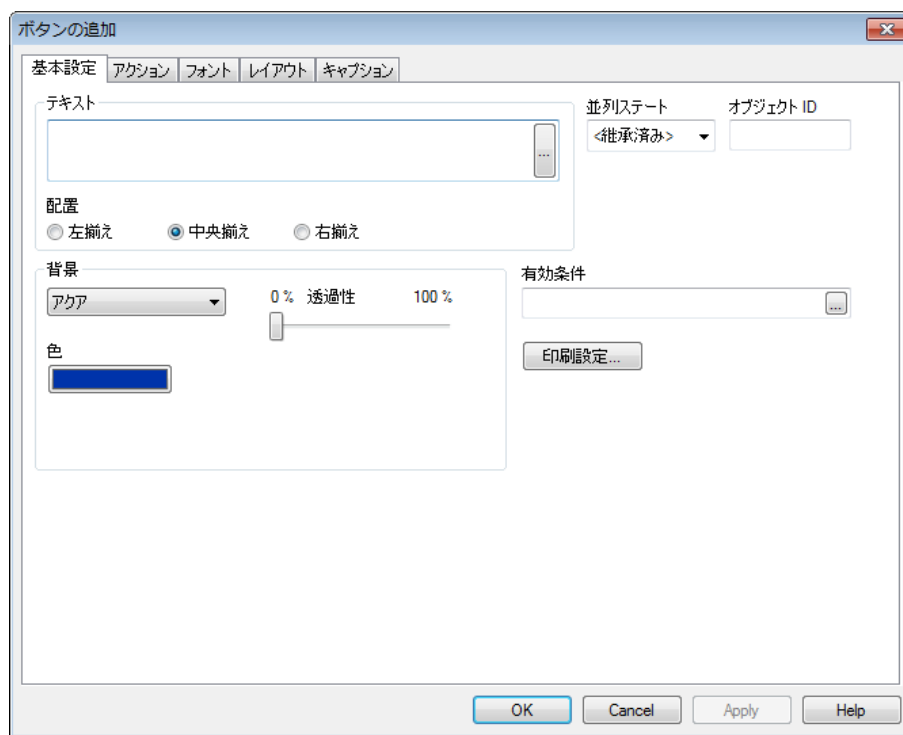 ボタンの追加
基本設定 アクション フォント レイアウト キャプション
テキスト
並列ステート オブジェクト ID
<継承済み>
...
配置
左揃え 中央揃え 右揃え
背景
アクア
0 % 透過性 100 %
色
有効条件
...
印刷設定...
OK Cancel Apply Help